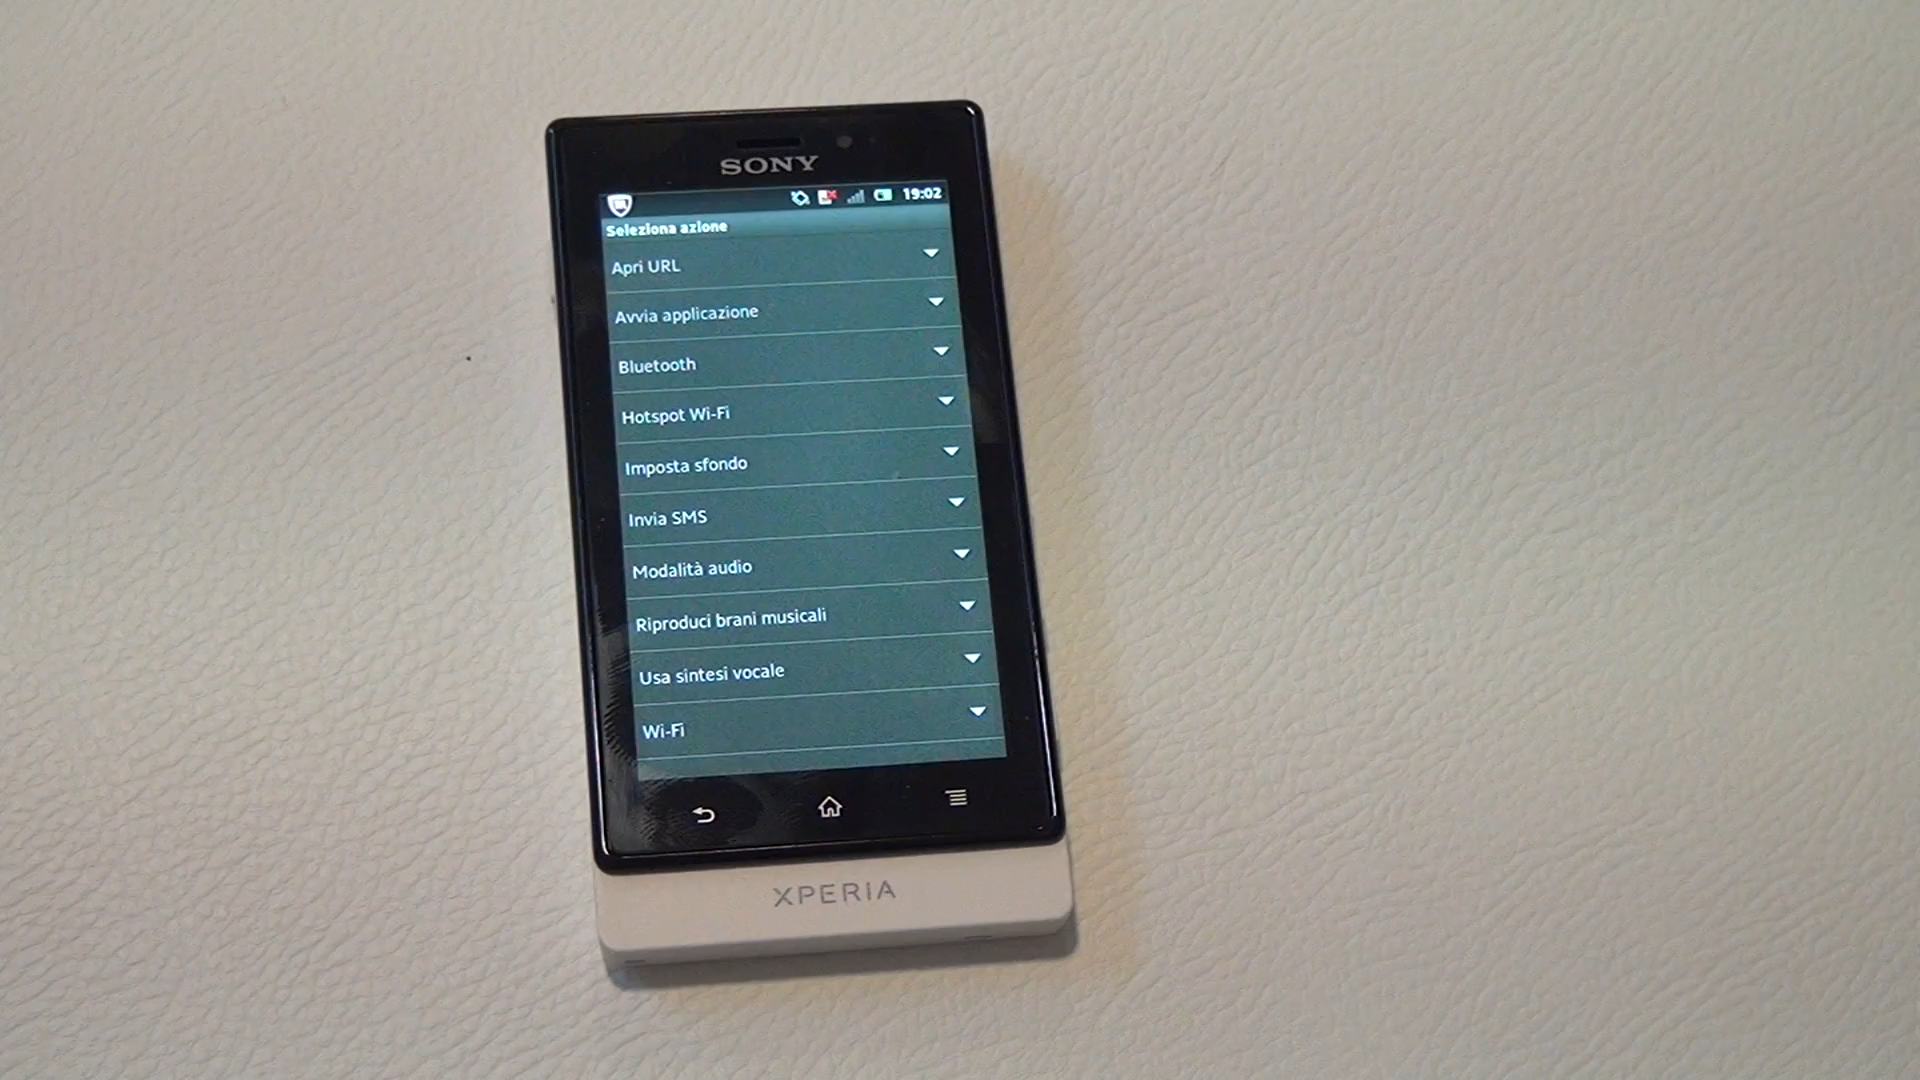 SONY
19:02
Seleziona azione
Apri URL
Avvia applicazione
Bluetooth
Hotspot Wi-Fi
Imposta sfondo
Invia SMS
Modalità audio
Riproduci brani musicali
Usa sintesi vocale
Wi-Fi
XPERIA